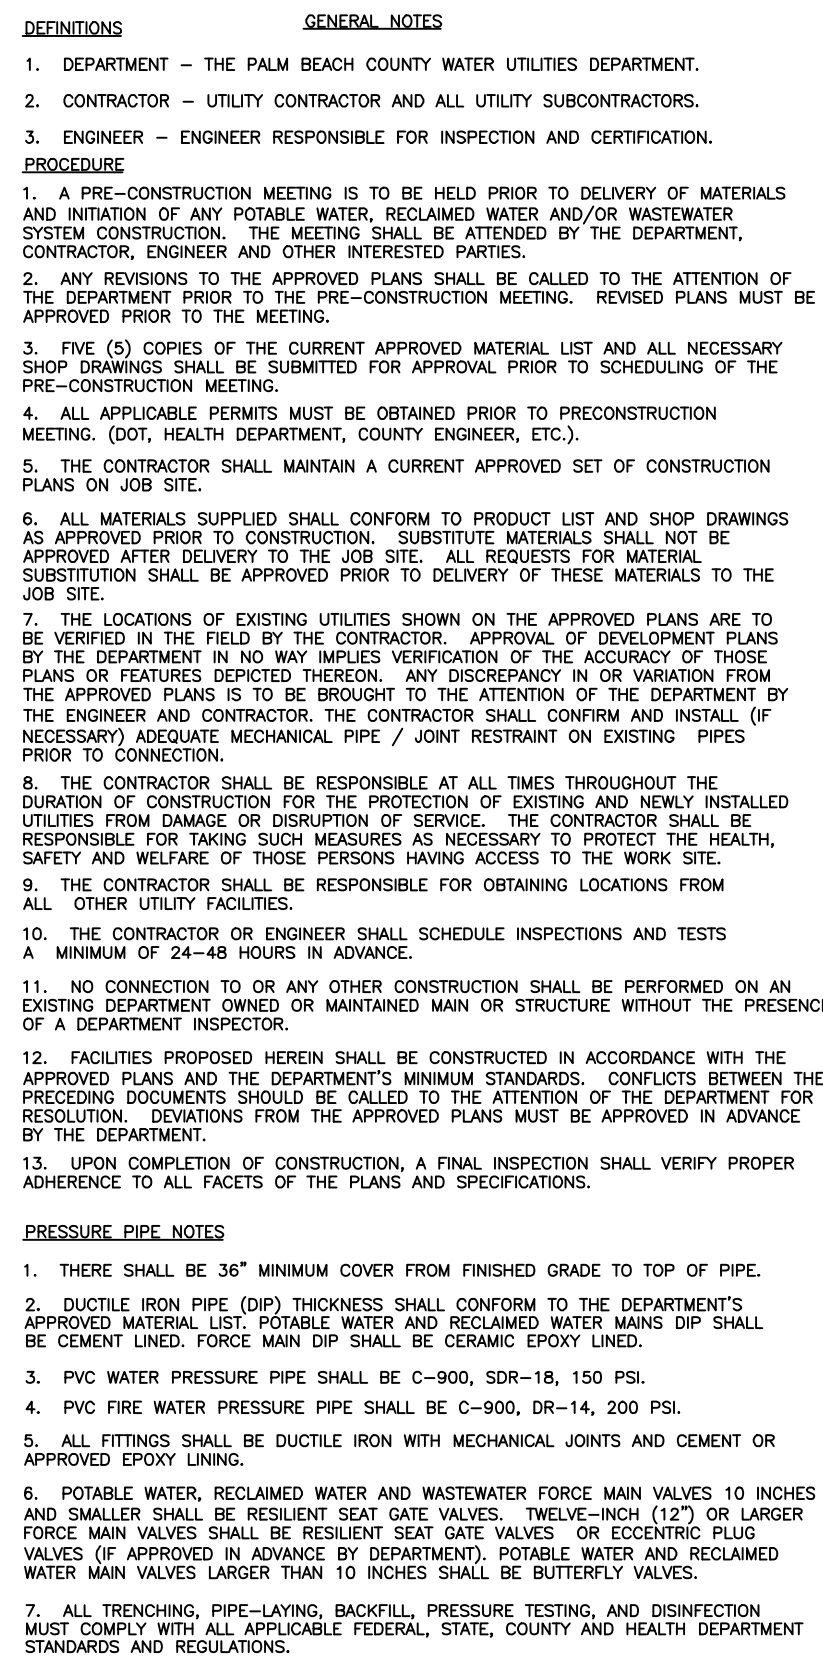 GENERAL NOTES
DEFINITIONS
1. DEPARTMENT – THE PALM BEACH COUNTY WATER UTILITIES DEPARTMENT.
2. CONTRACTOR – UTILITY CONTRACTOR AND ALL UTILITY SUBCONTRACTORS.
3. ENGINEER – ENGINEER RESPONSIBLE FOR INSPECTION AND CERTIFICATION.
PROCEDURE
1. A PRE–CONSTRUCTION MEETING IS TO BE HELD PRIOR TO DELIVERY OF MATERIALS
AND INITIATION OF ANY POTABLE WATER, RECLAIMED WATER AND/OR WASTEWATER
SYSTEM CONSTRUCTION. THE MEETING SHALL BE ATTENDED BY THE DEPARTMENT,
CONTRACTOR, ENGINEER AND OTHER INTERESTED PARTIES.
2. ANY REVISIONS TO THE APPROVED PLANS SHALL BE CALLED TO THE ATTENTION OF
THE DEPARTMENT PRIOR TO THE PRE–CONSTRUCTION MEETING. REVISED PLANS MUST BE
APPROVED PRIOR TO THE MEETING.
3. FIVE (5) COPIES OF THE CURRENT APPROVED MATERIAL LIST AND ALL NECESSARY
SHOP DRAWINGS SHALL BE SUBMITTED FOR APPROVAL PRIOR TO SCHEDULING OF THE
PRE–CONSTRUCTION MEETING.
4. ALL APPLICABLE PERMITS MUST BE OBTAINED PRIOR TO PRECONSTRUCTION
MEETING. (DOT, HEALTH DEPARTMENT, COUNTY ENGINEER, ETC.).
5. THE CONTRACTOR SHALL MAINTAIN A CURRENT APPROVED SET OF CONSTRUCTION
PLANS ON JOB SITE.
6. ALL MATERIALS SUPPLIED SHALL CONFORM TO PRODUCT LIST AND SHOP DRAWINGS
AS APPROVED PRIOR TO CONSTRUCTION. SUBSTITUTE MATERIALS SHALL NOT BE
APPROVED AFTER DELIVERY TO THE JOB SITE. ALL REQUESTS FOR MATERIAL
SUBSTITUTION SHALL BE APPROVED PRIOR TO DELIVERY OF THESE MATERIALS TO THE
JOB SITE.
7. THE LOCATIONS OF EXISTING UTILITIES SHOWN ON THE APPROVED PLANS ARE TO
BE VERIFIED IN THE FIELD BY THE CONTRACTOR. APPROVAL OF DEVELOPMENT PLANS
BY THE DEPARTMENT IN NO WAY IMPLIES VERIFICATION OF THE ACCURACY OF THOSE
PLANS OR FEATURES DEPICTED THEREON. ANY DISCREPANCY IN OR VARIATION FROM
THE APPROVED PLANS IS TO BE BROUGHT TO THE ATTENTION OF THE DEPARTMENT BY
THE ENGINEER AND CONTRACTOR. THE CONTRACTOR SHALL CONFIRM AND INSTALL (IF
NECESSARY) ADEQUATE MECHANICAL PIPE / JOINT RESTRAINT ON EXISTING PIPES
PRIOR TO CONNECTION.
8. THE CONTRACTOR SHALL BE RESPONSIBLE AT ALL TIMES THROUGHOUT THE
DURATION OF CONSTRUCTION FOR THE PROTECTION OF EXISTING AND NEWLY INSTALLED
UTILITIES FROM DAMAGE OR DISRUPTION OF SERVICE. THE CONTRACTOR SHALL BE
RESPONSIBLE FOR TAKING SUCH MEASURES AS NECESSARY TO PROTECT THE HEALTH,
SAFETY AND WELFARE OF THOSE PERSONS HAVING ACCESS TO THE WORK SITE.
9. THE CONTRACTOR SHALL BE RESPONSIBLE FOR OBTAINING LOCATIONS FROM
ALL OTHER UTILITY FACILITIES.
10. THE CONTRACTOR OR ENGINEER SHALL SCHEDULE INSPECTIONS AND TESTS
A MINIMUM OF 24–48 HOURS IN ADVANCE.
11. NO CONNECTION TO OR ANY OTHER CONSTRUCTION SHALL BE PERFORMED ON AN
EXISTING DEPARTMENT OWNED OR MAINTAINED MAIN OR STRUCTURE WITHOUT THE PRESENCE
OF A DEPARTMENT INSPECTOR.
12. FACILITIES PROPOSED HEREIN SHALL BE CONSTRUCTED IN ACCORDANCE WITH THE
APPROVED PLANS AND THE DEPARTMENT'S MINIMUM STANDARDS. CONFLICTS BETWEEN THE
PRECEDING DOCUMENTS SHOULD BE CALLED TO THE ATTENTION OF THE DEPARTMENT FOR
RESOLUTION. DEVIATIONS FROM THE APPROVED PLANS MUST BE APPROVED IN ADVANCE
BY THE DEPARTMENT.
13. UPON COMPLETION OF CONSTRUCTION, A FINAL INSPECTION SHALL VERIFY PROPER
ADHERENCE TO ALL FACETS OF THE PLANS AND SPECIFICATIONS.
PRESSURE PIPE NOTES
1. THERE SHALL BE 36" MINIMUM COVER FROM FINISHED GRADE TO TOP OF PIPE.
2. DUCTILE IRON PIPE (DIP) THICKNESS SHALL CONFORM TO THE DEPARTMENT'S
APPROVED MATERIAL LIST. POTABLE WATER AND RECLAIMED WATER MAINS DIP SHALL
BE CEMENT LINED. FORCE MAIN DIP SHALL BE CERAMIC EPOXY LINED.
3. PVC WATER PRESSURE PIPE SHALL BE C–900, SDR–18, 150 PSI.
4. PVC FIRE WATER PRESSURE PIPE SHALL BE C–900, DR–14, 200 PSI.
5. ALL FITTINGS SHALL BE DUCTILE IRON WITH MECHANICAL JOINTS AND CEMENT OR
APPROVED EPOXY LINING.
6. POTABLE WATER, RECLAIMED WATER AND WASTEWATER FORCE MAIN VALVES 10 INCHES
AND SMALLER SHALL BE RESILIENT SEAT GATE VALVES. TWELVE–INCH (12") OR LARGER
FORCE MAIN VALVES SHALL BE RESILIENT SEAT GATE VALVES OR ECCENTRIC PLUG
VALVES (IF APPROVED IN ADVANCE BY DEPARTMENT). POTABLE WATER AND RECLAIMED
WATER MAIN VALVES LARGER THAN 10 INCHES SHALL BE BUTTERFLY VALVES.
7. ALL TRENCHING, PIPE–LAYING, BACKFILL, PRESSURE TESTING, AND DISINFECTION
MUST COMPLY WITH ALL APPLICABLE FEDERAL, STATE, COUNTY AND HEALTH DEPARTMENT
STANDARDS AND REGULATIONS.